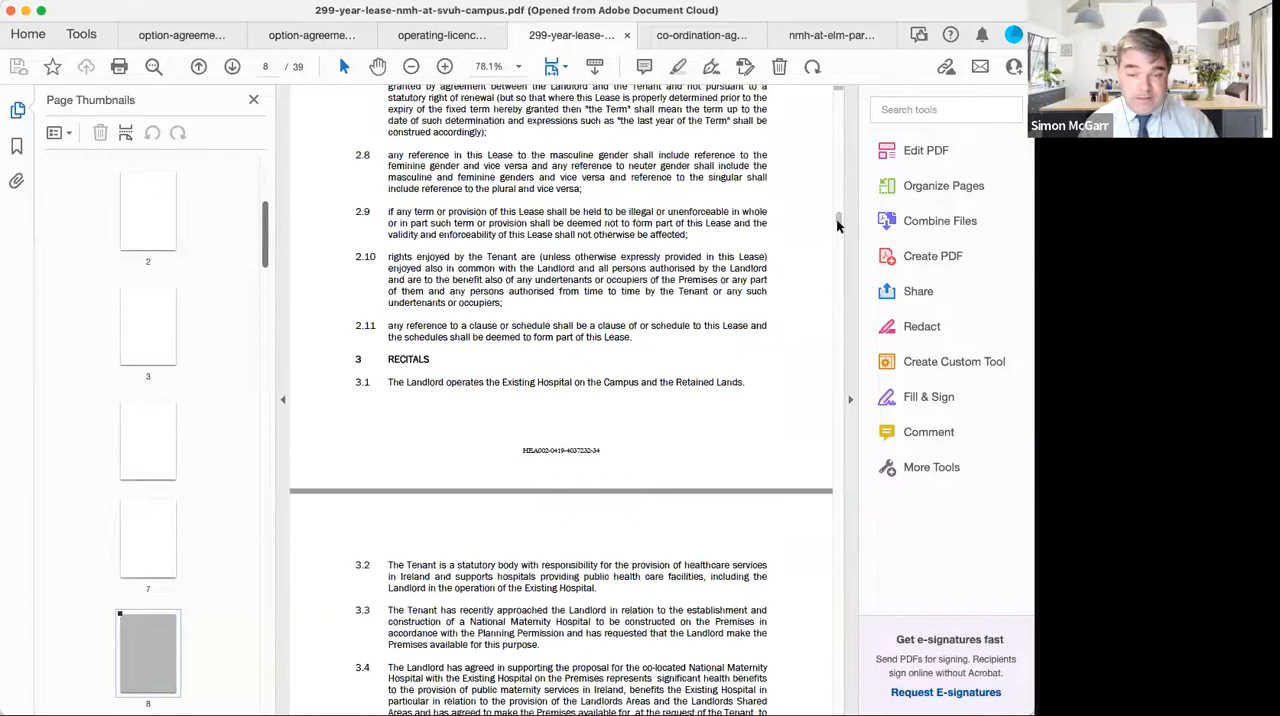 299-year-lease-nmh-at-svuh-campus.pdf (Opened from Adobe Document Cloud)
Home Tools option-agreeme... option-agreeme... operating-licenc... 299-year-lease-... × co-ordination-ag... nmh-at-elm-par...
8 / 39 78.1%
Page Thumbnails
2
3
4
7
8
granted by agreement between the Landlord and the Tenant and not pursuant to a
statutory right of renewal (but so that where this Lease is properly determined prior to the
expiry of the fixed term hereby granted then "the Term" shall mean the term up to the
date of such determination and expressions such as "the last year of the Term" shall be
construed accordingly);
2.8 any reference in this Lease to the masculine gender shall include reference to the
feminine gender and vice versa and any reference to neuter gender shall include the
masculine and feminine genders and vice versa and reference to the singular shall
include reference to the plural and vice versa;
2.9 if any term or provision of this Lease shall be held to be illegal or unenforceable in whole
or in part such term or provision shall be deemed not to form part of this Lease and the
validity and enforceability of this Lease shall not otherwise be affected;
2.10 rights enjoyed by the Tenant are (unless otherwise expressly provided in this Lease)
enjoyed also in common with the Landlord and all persons authorised by the Landlord
and are to the benefit also of any undertenants or occupiers of the Premises or any part
of them and any persons authorised from time to time by the Tenant or any such
undertenants or occupiers;
2.11 any reference to a clause or schedule shall be a clause of or schedule to this Lease and
the schedules shall be deemed to form part of this Lease.
3 RECITALS
3.1 The Landlord operates the Existing Hospital on the Campus and the Retained Lands.
HEA002-0419-4037232-34
3.2 The Tenant is a statutory body with responsibility for the provision of healthcare services
in Ireland and supports hospitals providing public health care facilities, including the
Landlord in the operation of the Existing Hospital.
3.3 The Tenant has recently approached the Landlord in relation to the establishment and
construction of a National Maternity Hospital to be constructed on the Premises in
accordance with the Planning Permission and has requested that the Landlord make the
Premises available for this purpose.
3.4 The Landlord has agreed in supporting the proposal for the co-located National Maternity
Hospital with the Existing Hospital on the Premises represents significant health benefits
to the provision of public maternity services in Ireland, benefits the Existing Hospital in
particular in relation to the provision of the Landlords Areas and the Landlords Shared
Areas and has agreed to make the Premises available for, at the request of the Tenant, to
Search tools
Edit PDF
Organize Pages
Combine Files
Create PDF
Share
Redact
Create Custom Tool
Fill & Sign
Comment
More Tools
Get e-signatures fast
Send PDFs for signing. Recipients
sign online without Acrobat.
Request E-signatures
Simon McGarr